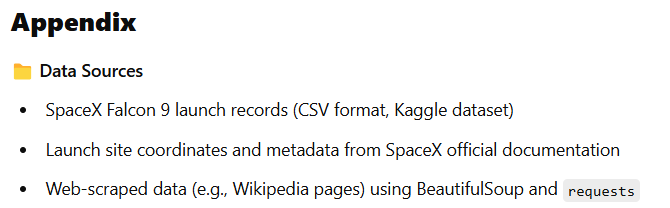 Appendix
Data Sources
• SpaceX Falcon 9 launch records (CSV format, Kaggle dataset)
• Launch site coordinates and metadata from SpaceX official documentation
• Web-scraped data (e.g., Wikipedia pages) using BeautifulSoup and requests